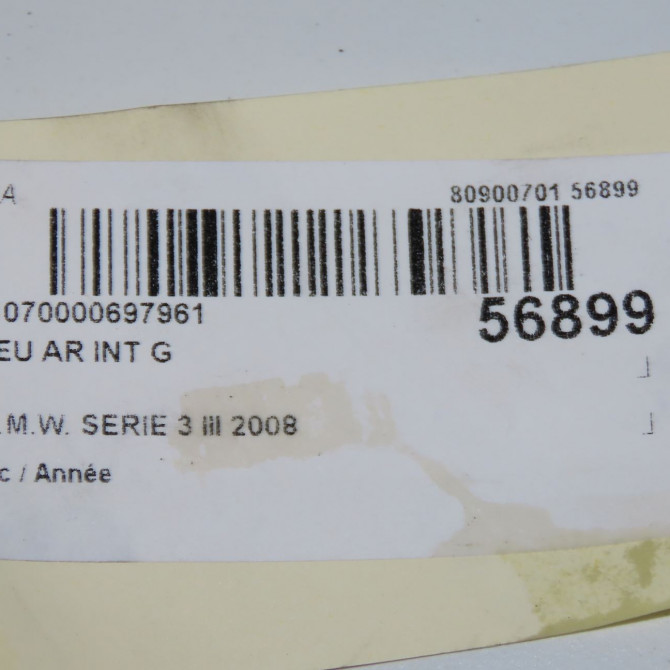 A
80900701 56899
070000697961
56899
EU AR INT G
.M.W. SERIE 3 III 2008
c / Année